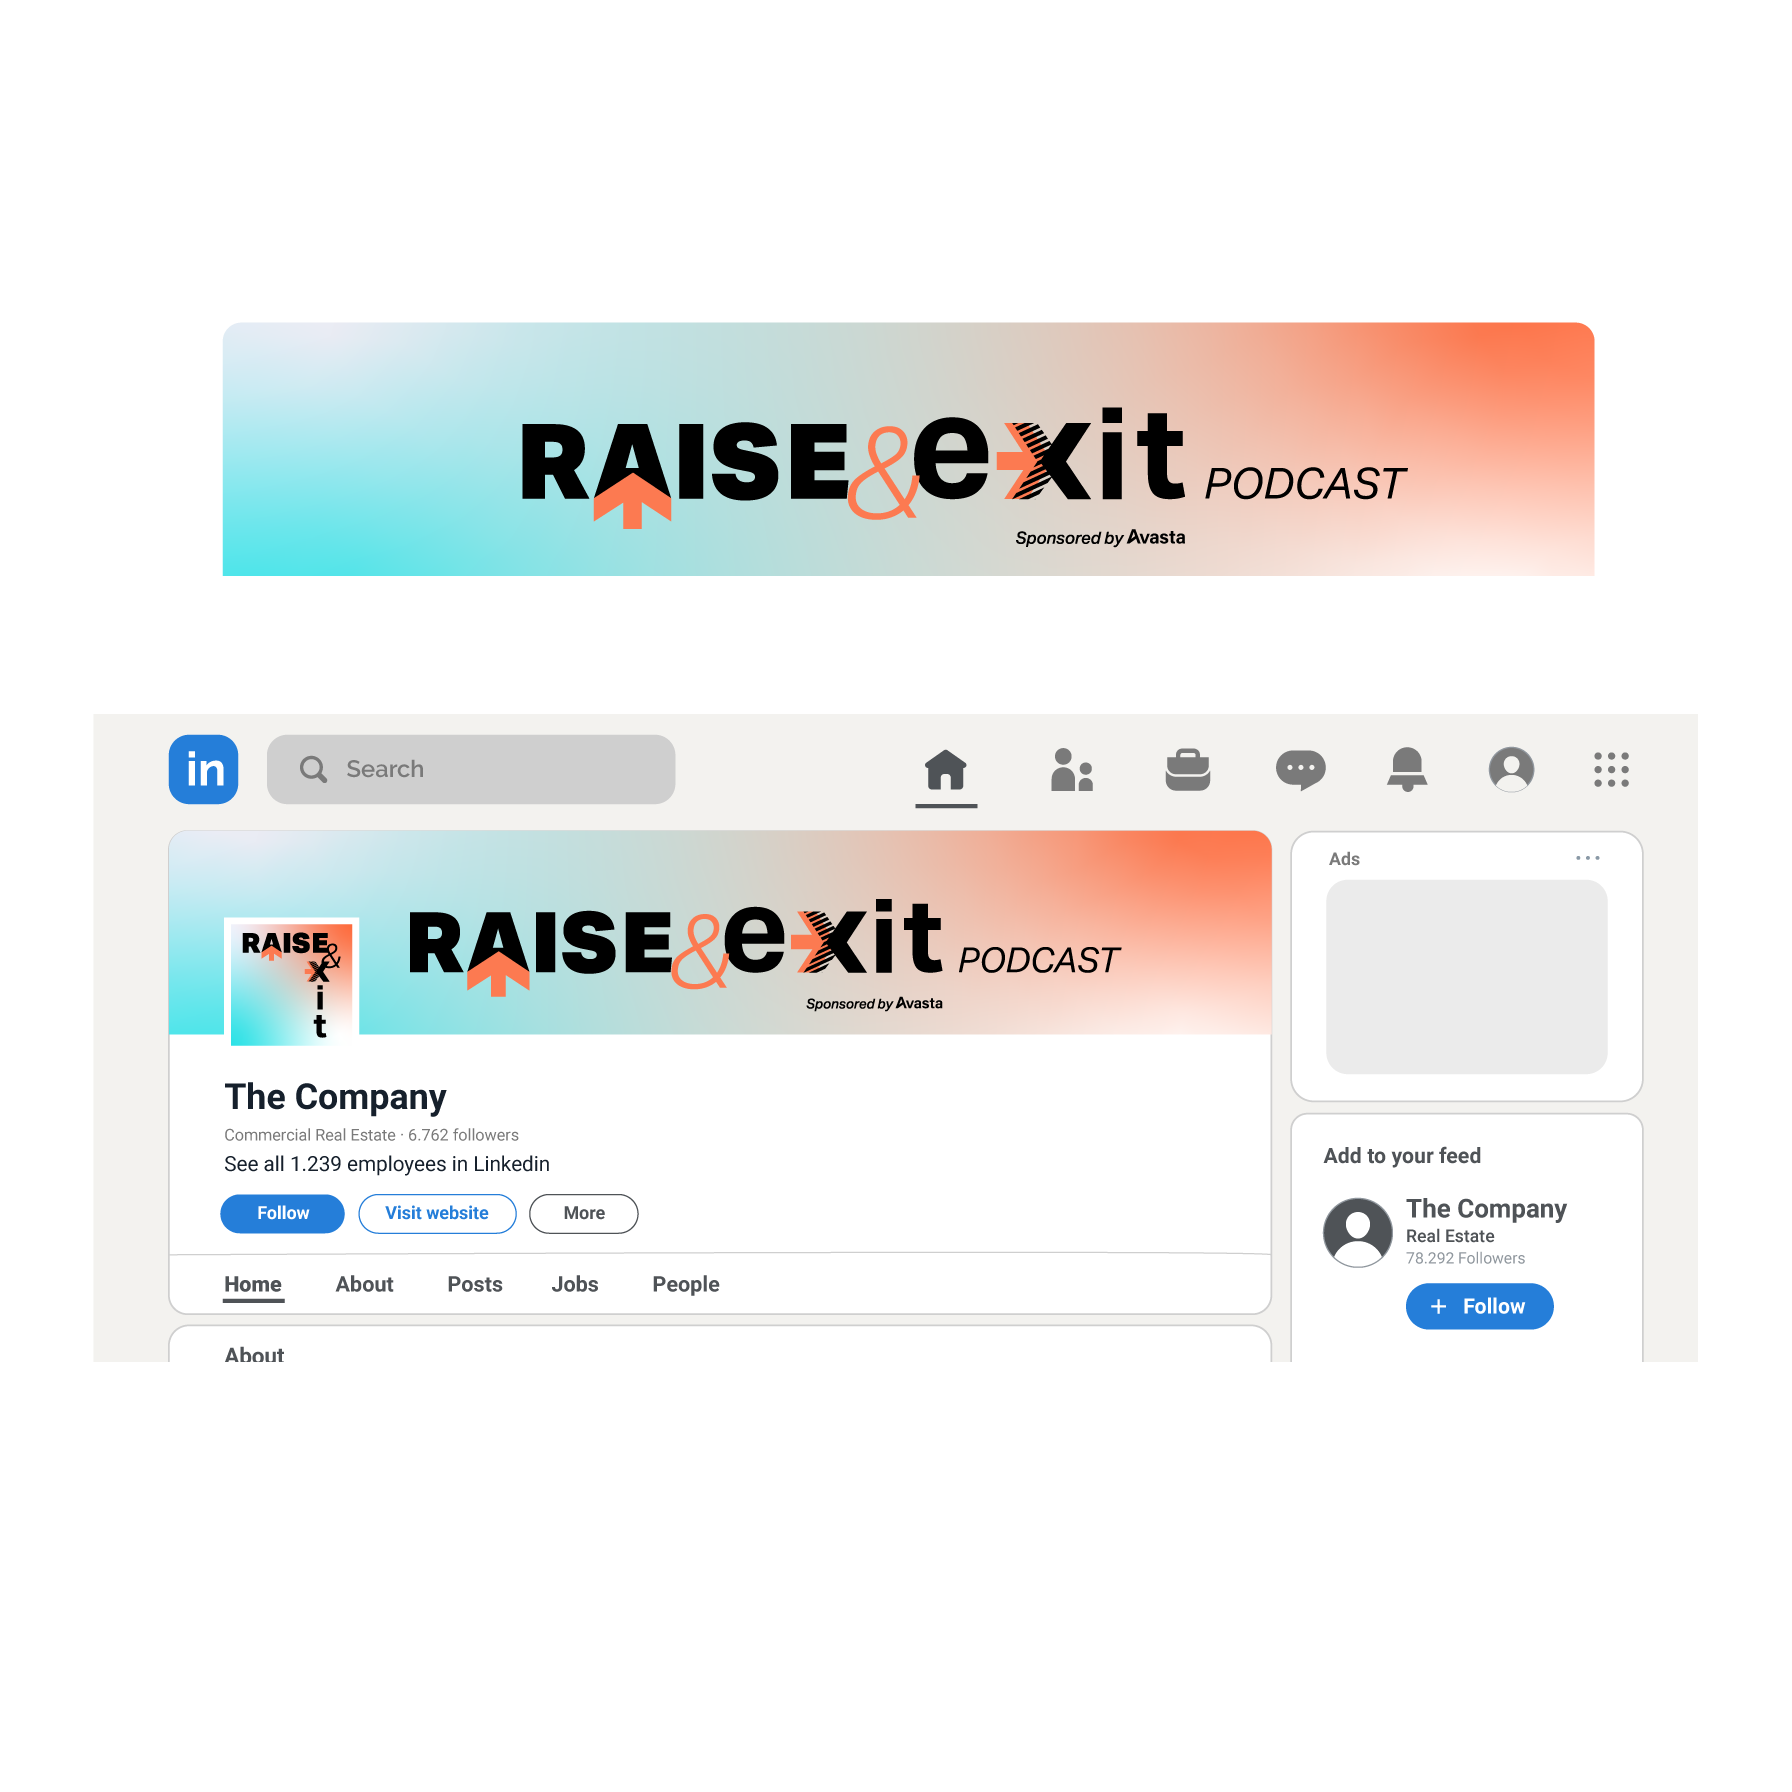 RAISE&exit PODCAST
Sponsored by Avasta
in
Search
RAISE&exit PODCAST
Sponsored by Avasta
RAISE&
x
i
t
The Company
Commercial Real Estate · 6.762 followers
See all 1.239 employees in Linkedin
Follow
Visit website
More
Home
About
Posts
Jobs
People
About
Ads
Add to your feed
The Company
Real Estate
78.292 Followers
+ Follow